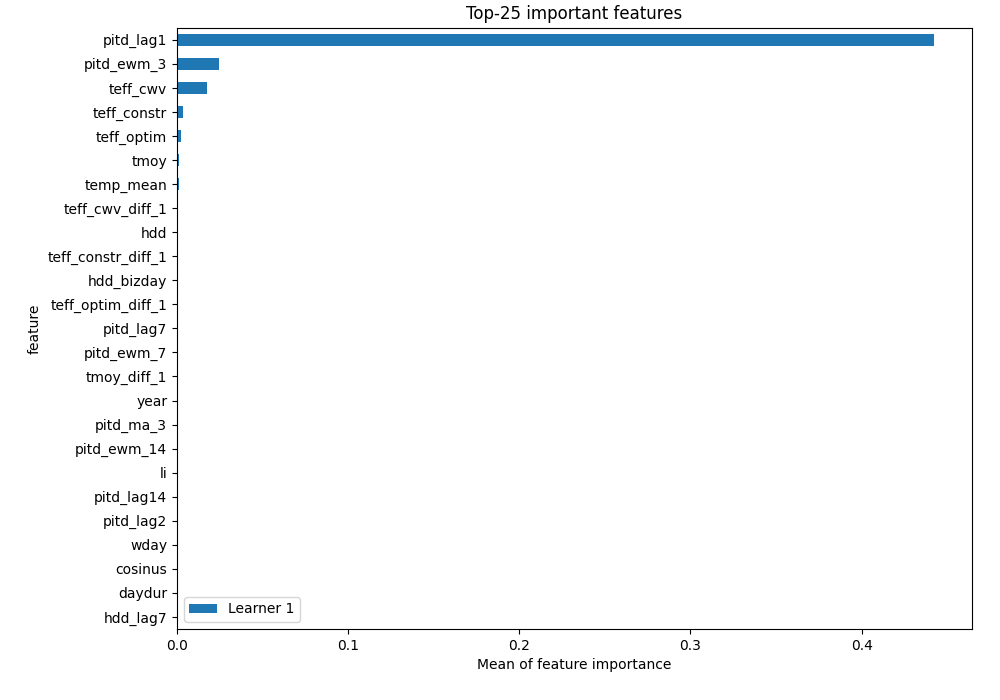 Top-25 important features
pitd_lag1
pitd_ewm_3
teff_cwv
teff_constr
teff_optim
tmoy
temp_mean
teff_cwv_diff_1
hdd
teff_constr_diff_1
hdd_bizday
teff_optim_diff_1
pitd_lag7
pitd_ewm_7
tmoy_diff_1
year
pitd_ma_3
pitd_ewm_14
li
pitd_lag14
pitd_lag2
wday
cosinus
daydur
hdd_lag7
feature
Learner 1
0.0 0.1 0.2 0.3 0.4
Mean of feature importance